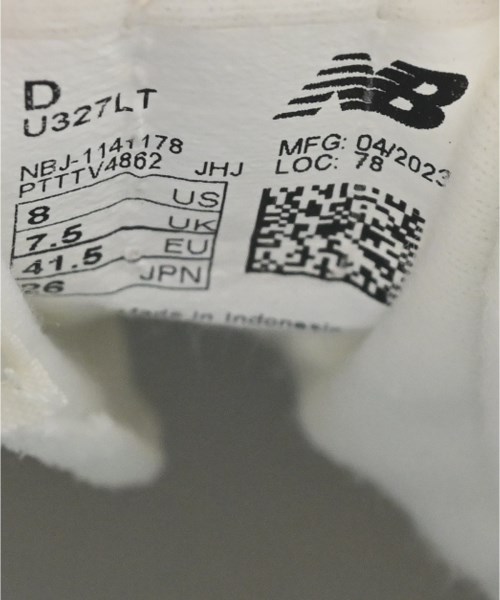 D
U327LT
NB
NBJ-1141178
PTTTV4862 JHJ
8 US
7.5 UK
41.5 EU
26 JPN
MFG: 04/2023
LOC: 78
Made in Indonesia